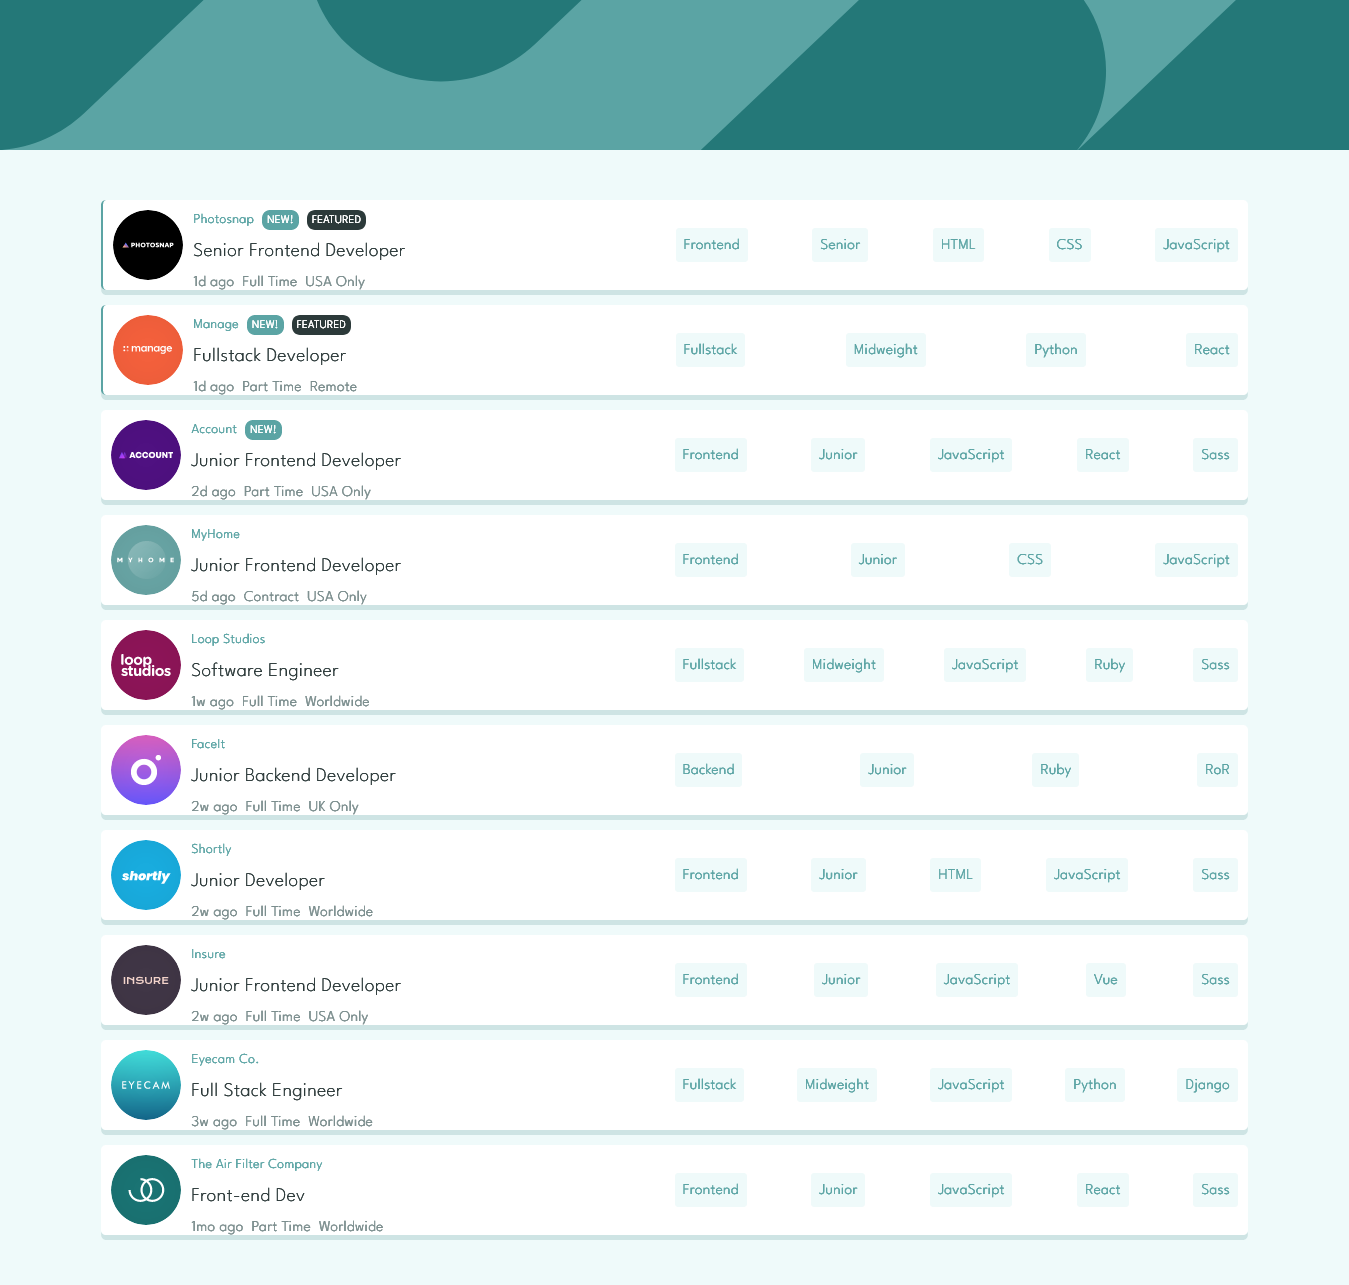 PHOTOSNAP
Photosnap NEW! FEATURED
Senior Frontend Developer
1d ago Full Time USA Only
Frontend Senior HTML CSS JavaScript
manage
Manage NEW! FEATURED
Fullstack Developer
1d ago Part Time Remote
Fullstack Midweight Python React
ACCOUNT
Account NEW!
Junior Frontend Developer
2d ago Part Time USA Only
Frontend Junior JavaScript React Sass
MYHOME
MyHome
Junior Frontend Developer
5d ago Contract USA Only
Frontend Junior CSS JavaScript
loop
studios
Loop Studios
Software Engineer
1w ago Full Time Worldwide
Fullstack Midweight JavaScript Ruby Sass
FaceIt
Junior Backend Developer
2w ago Full Time UK Only
Backend Junior Ruby RoR
shortly
Shortly
Junior Developer
2w ago Full Time Worldwide
Frontend Junior HTML JavaScript Sass
INSURE
Insure
Junior Frontend Developer
2w ago Full Time USA Only
Frontend Junior JavaScript Vue Sass
EYECAM
Eyecam Co.
Full Stack Engineer
3w ago Full Time Worldwide
Fullstack Midweight JavaScript Python Django
The Air Filter Company
Front-end Dev
1mo ago Part Time Worldwide
Frontend Junior JavaScript React Sass